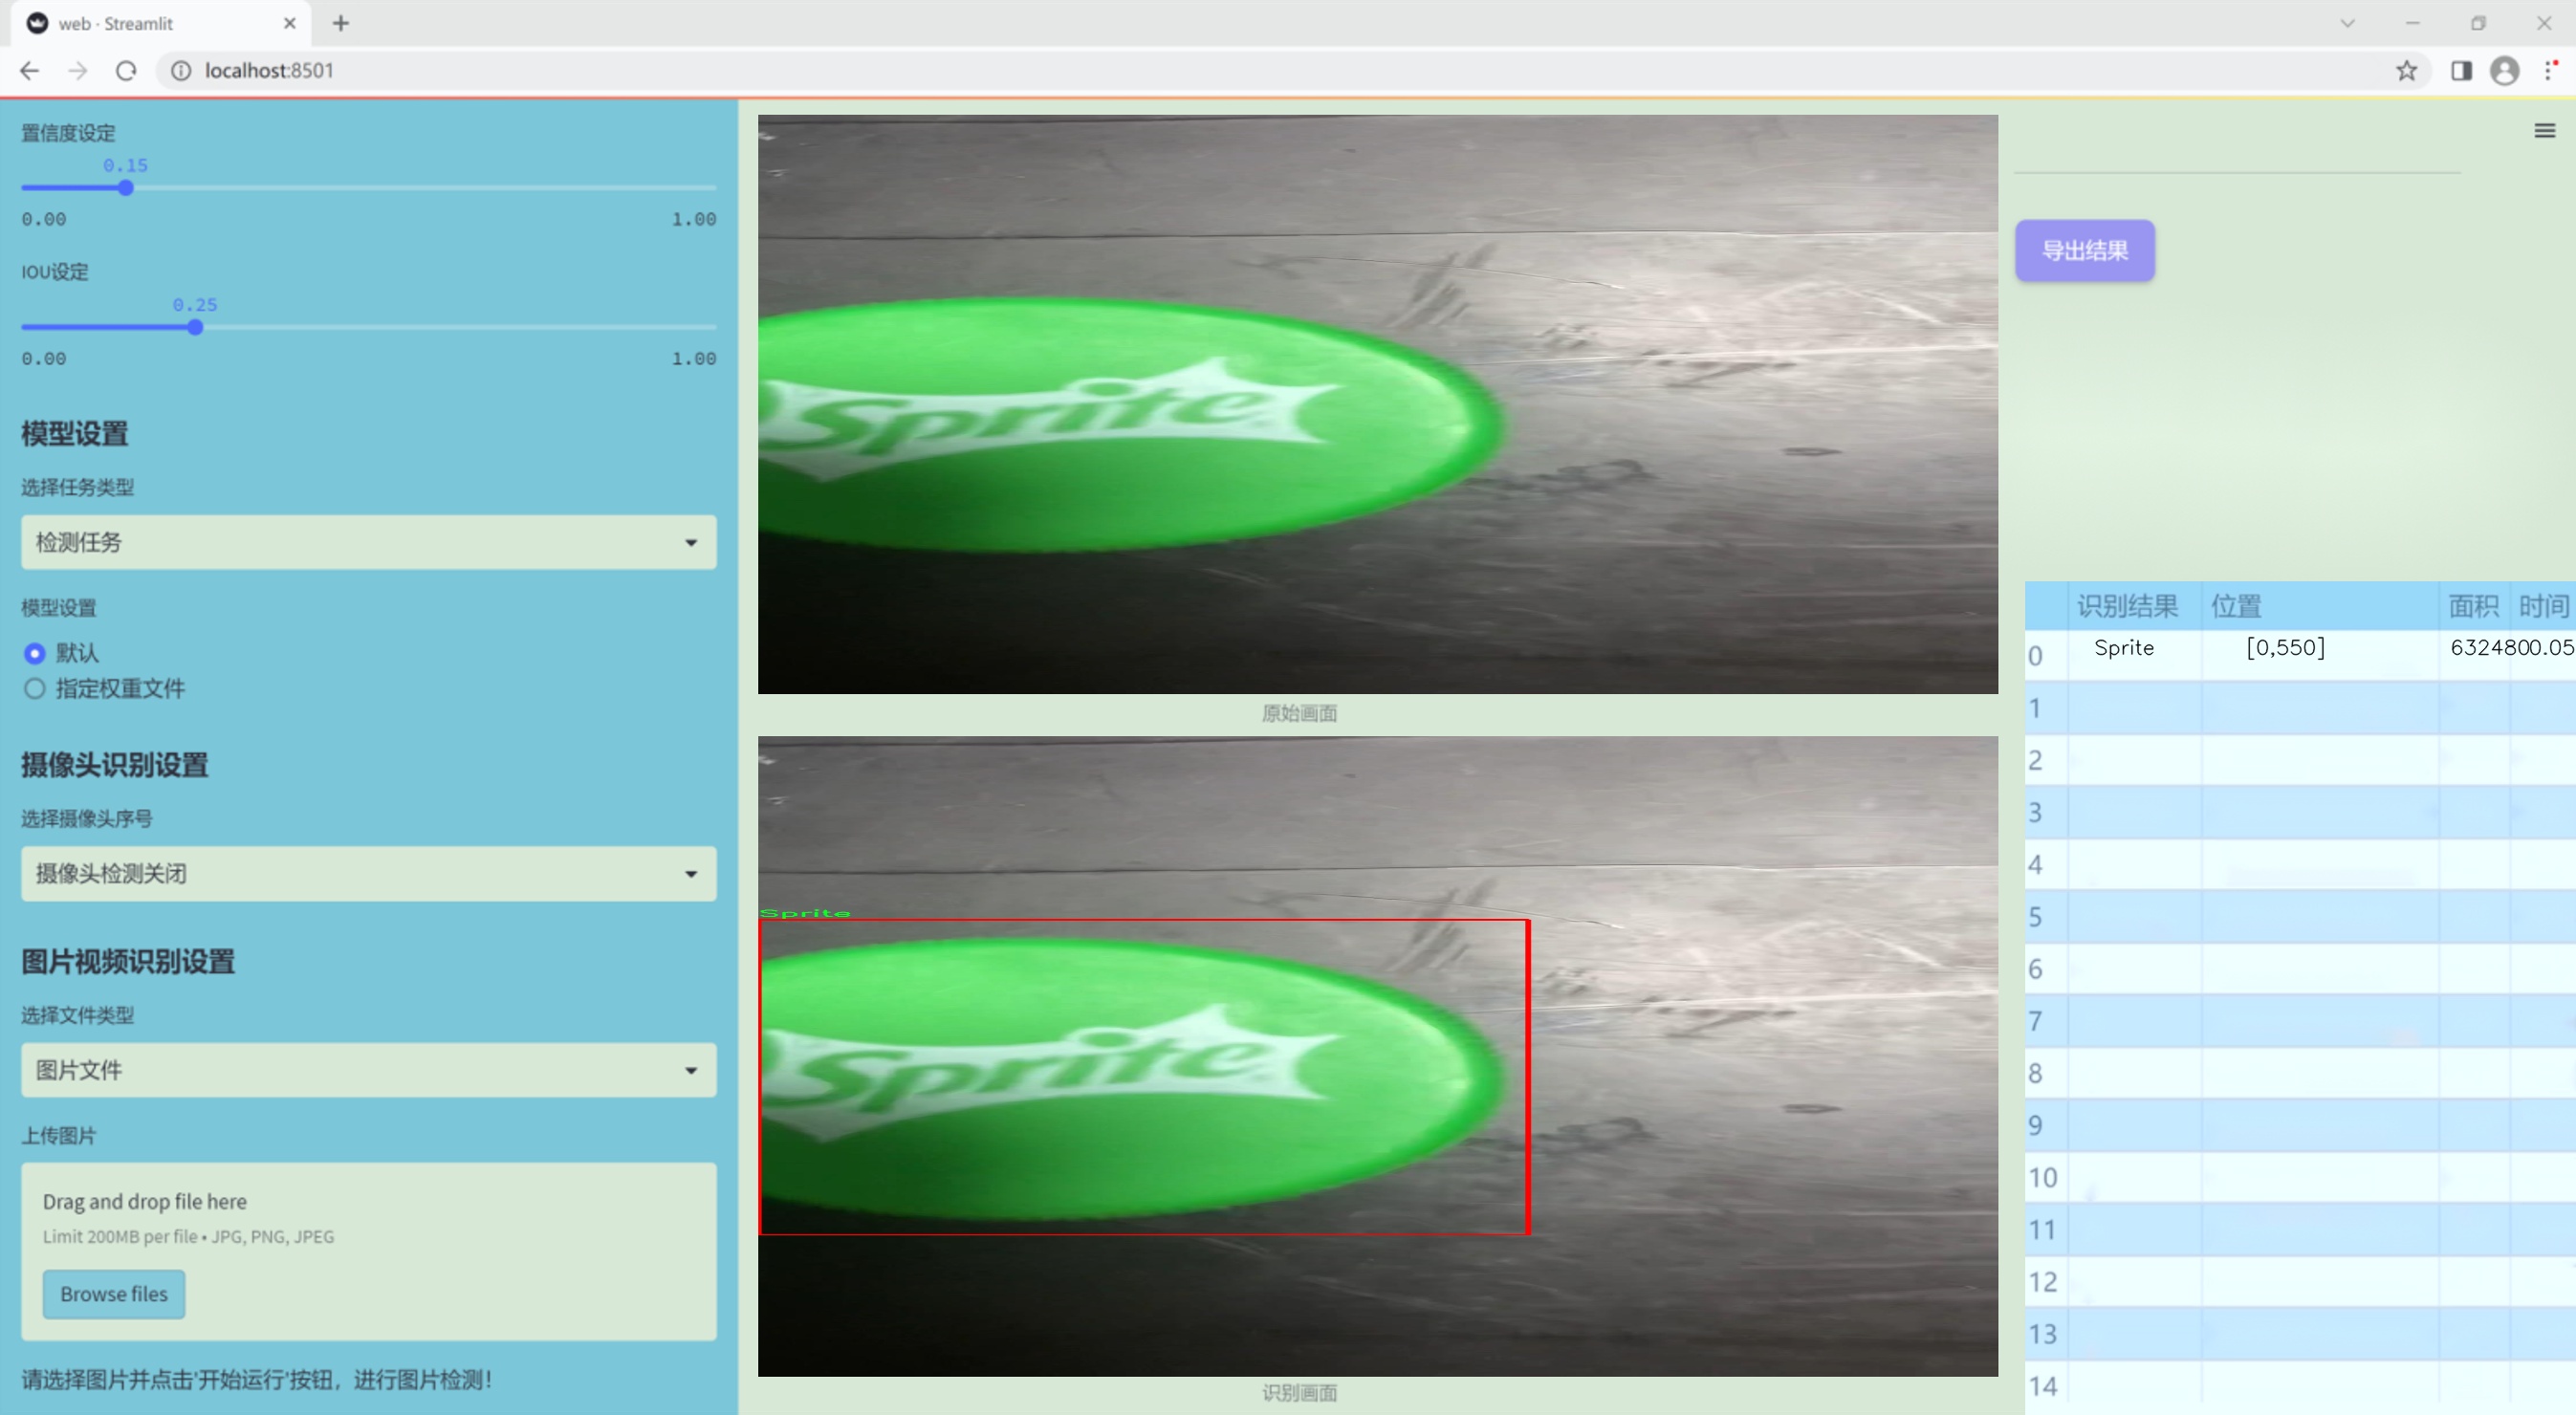 web · Streamlit
localhost:8501
置信度设定
0.15
0.00 1.00
IOU设定
0.25
0.00 1.00
模型设置
选择任务类型
检测任务
模型设置
默认
指定权重文件
摄像头识别设置
选择摄像头序号
摄像头检测关闭
图片视频识别设置
选择文件类型
图片文件
上传图片
Drag and drop file here
Limit 200MB per file • JPG, PNG, JPEG
Browse files
请选择图片并点击'开始运行'按钮，进行图片检测！
Sprite
原始画面
Sprite
Sprite
识别画面
导出结果
识别结果 位置 面积 时间
0 Sprite [0,550] 6324800.05
1
2
3
4
5
6
7
8
9
10
11
12
13
14